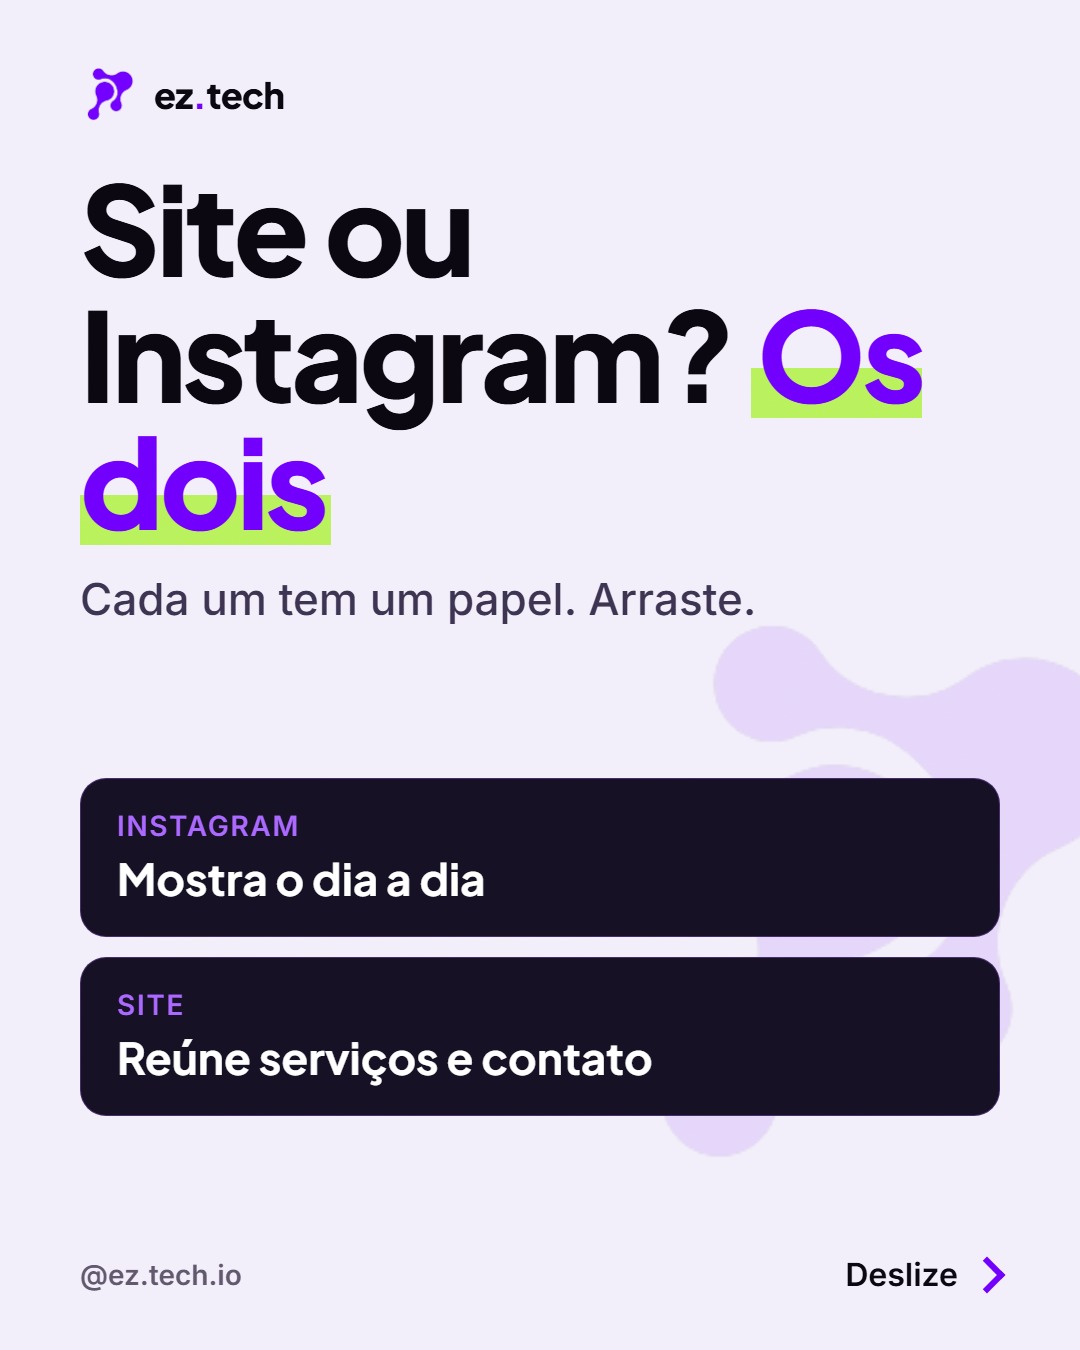 ez.tech
Site ou
Instagram? Os
dois
Cada um tem um papel. Arraste.
INSTAGRAM
Mostra o dia a dia
SITE
Reúne serviços e contato
@ez.tech.io
Deslize